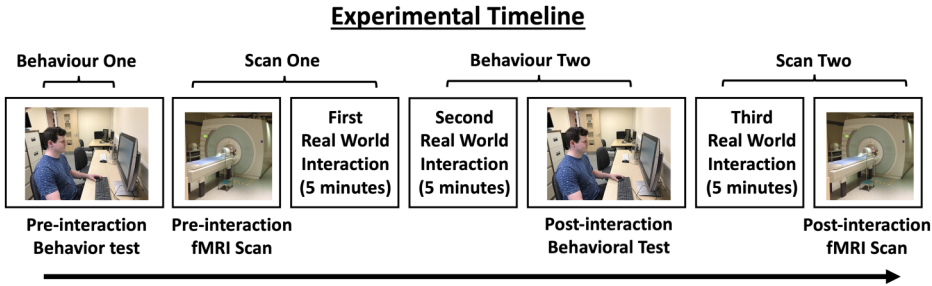 Experimental Timeline
Behaviour One
Scan One
Behaviour Two
Scan Two
First
Real World
Interaction
(5 minutes)
Second
Real World
Interaction
(5 minutes)
Third
Real World
Interaction
(5 minutes)
Pre-interaction
Behavior test
Pre-interaction
fMRI Scan
Post-interaction
Behavioral Test
Post-interaction
fMRI Scan